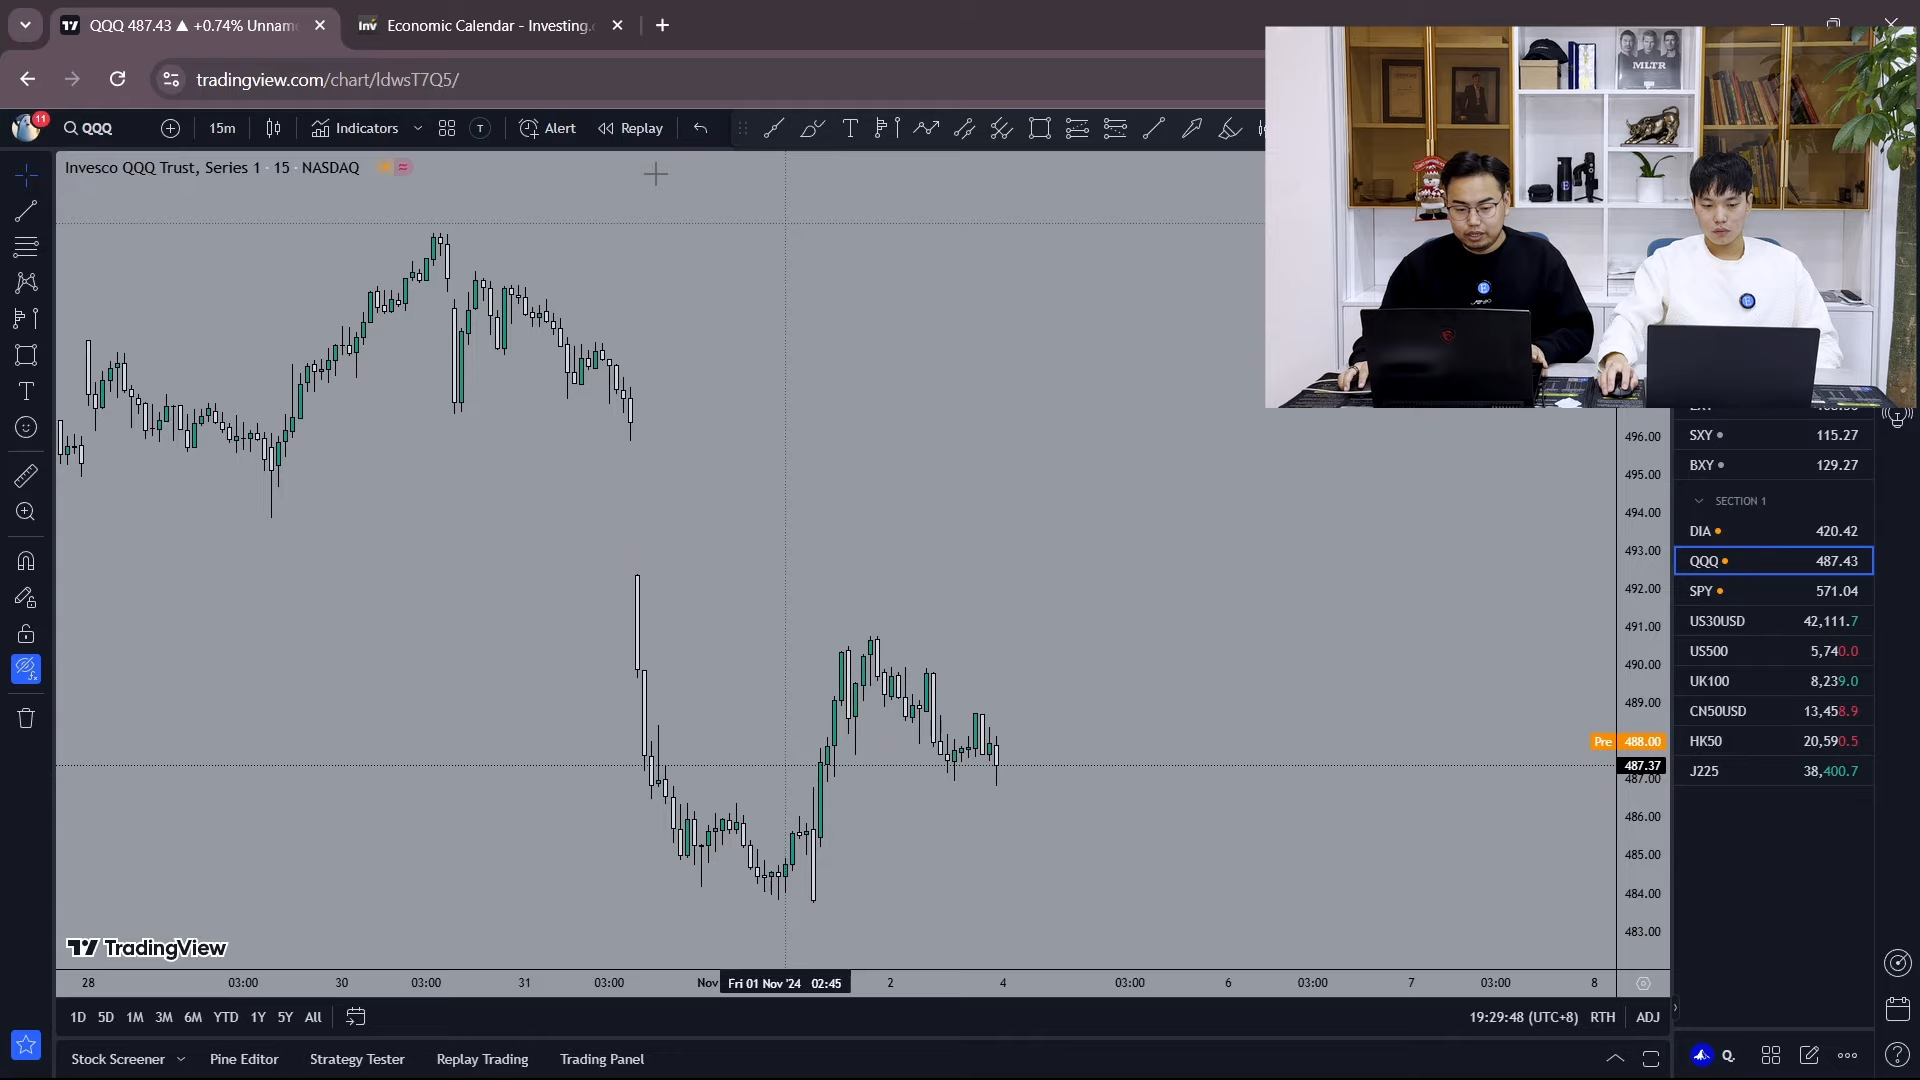 QQQ 487.43 ▲ +0.74% Unnam
Inv Economic Calendar - Investing.
tradingview.com/chart/ldwsT7Q5/
11
QQQ
15m
Indicators
T
Alert
Replay
MLTR
Invesco QQQ Trust, Series 1 · 15 · NASDAQ
496.00
495.00
494.00
493.00
492.00
491.00
490.00
489.00
Pre 488.00
487.37
487.00
486.00
485.00
484.00
483.00
SXY 115.27
BXY 129.27
SECTION 1
DIA 420.42
QQQ 487.43
SPY 571.04
US30USD 42,111.7
US500 5,740.0
UK100 8,239.0
CN50USD 13,458.9
HK50 20,590.5
J225 38,400.7
TradingView
28 03:00 30 03:00 31 03:00 Nov Fri 01 Nov '24 02:45 2 4 03:00 6 03:00 7 03:00 8
1D 5D 1M 3M 6M YTD 1Y 5Y All
19:29:48 (UTC+8) RTH ADJ
Stock Screener Pine Editor Strategy Tester Replay Trading Trading Panel
Q.